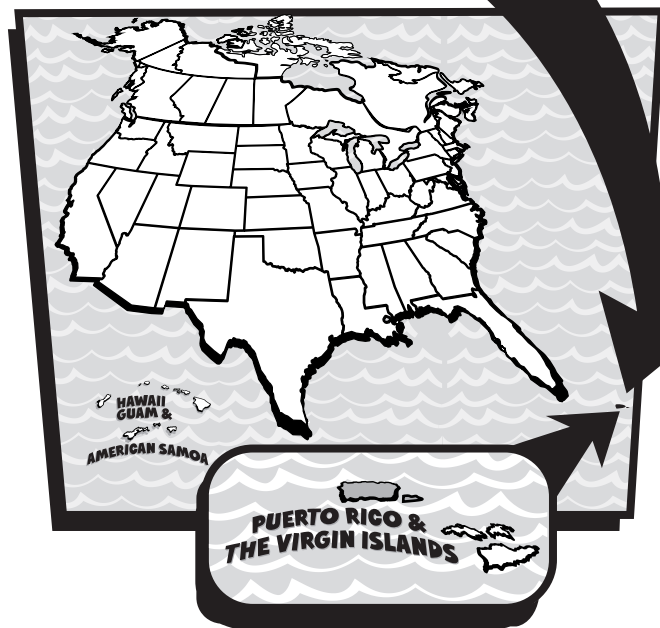 HAWAII
GUAM &
AMERICAN SAMOA
PUERTO RICO &
THE VIRGIN ISLANDS